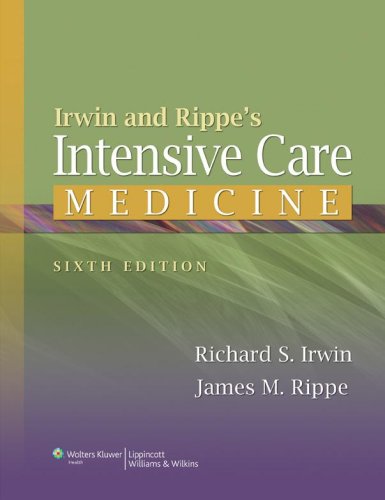 Irwin and Rippe's
Intensive Care
MEDICINE
SIXTH EDITION
Richard S. Irwin
James M. Rippe
Wolters Kluwer
Health
Lippincott
Williams & Wilkins